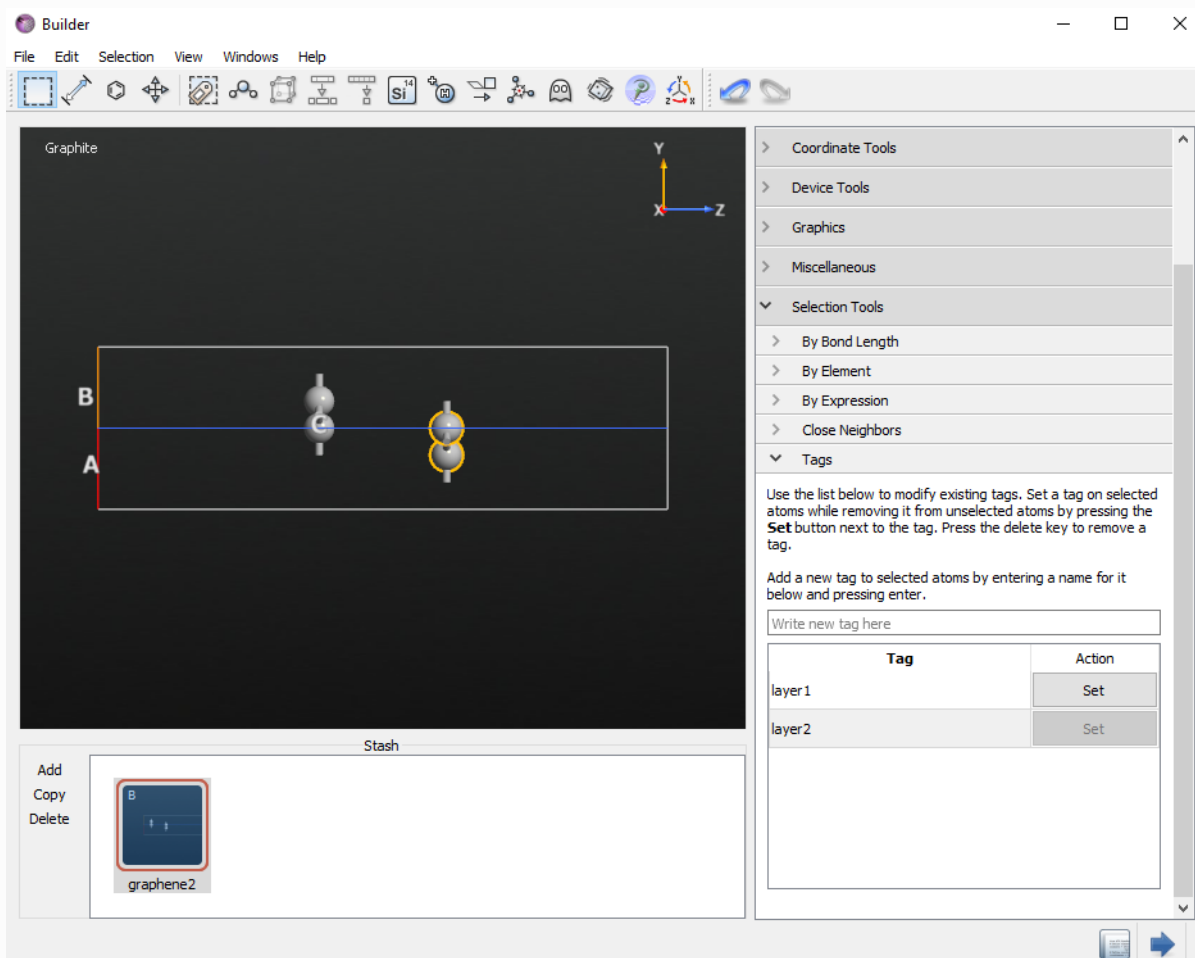 Builder
File Edit Selection View Windows Help
Si 14
H
Graphite
Y
X
Z
B
C
A
Stash
Add
Copy
Delete
B
graphene2
Coordinate Tools
Device Tools
Graphics
Miscellaneous
Selection Tools
By Bond Length
By Element
By Expression
Close Neighbors
Tags
Use the list below to modify existing tags. Set a tag on selected
atoms while removing it from unselected atoms by pressing the
Set button next to the tag. Press the delete key to remove a
tag.
Add a new tag to selected atoms by entering a name for it
below and pressing enter.
Write new tag here
Tag Action
layer1 Set
layer2 Set